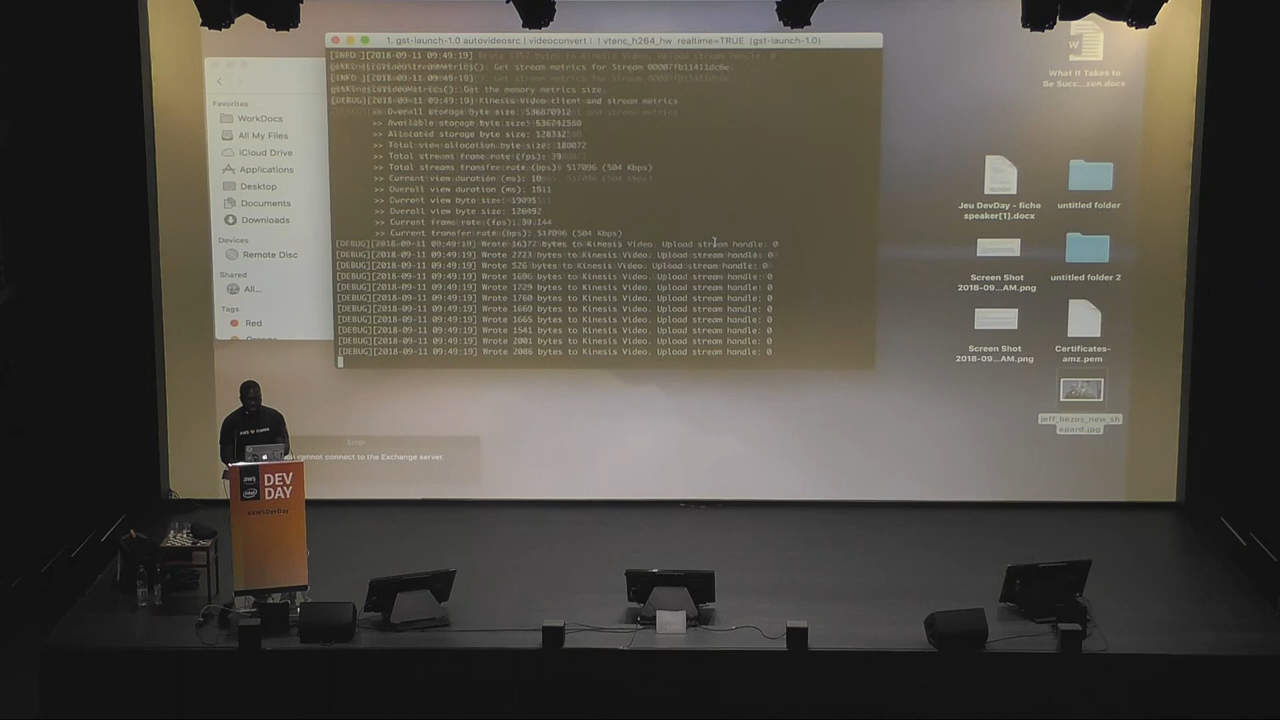 1. gst-launch-1.0 autovideosrc | videoconvert | ! vtenc_h264_hw realtime=TRUE (gst-launch-1.0)
[INFO ][2018-09-11 09:49:19]
Get stream metrics for Stream
[INFO ][2018-09-11 09:49:19]
Get the memory metrics size.
[DEBUG][2018-09-11 09:49:19] Kinesis Video client and stream metrics
>> Overall storage byte size: 536870912
>> Available storage byte size:
>> Allocated storage byte size:
>> Total view allocation byte size:
>> Total streams frame rate (fps): 39
>> Total streams transfer rate (bps): 517096 (504 Kbps)
>> Current view duration (ms): 10
>> Overall view duration (ms):
>> Current view byte size:
>> Overall view byte size:
>> Current frame rate (fps):
>> Current transfer rate (bps): 517096 (504 Kbps)
[DEBUG][2018-09-11 09:49:19] Wrote 16372 bytes to Kinesis Video. Upload stream handle: 0
[DEBUG][2018-09-11 09:49:19] Wrote 2723 bytes to Kinesis Video. Upload stream handle: 0
[DEBUG][2018-09-11 09:49:19] Wrote 526 bytes to Kinesis Video. Upload stream handle: 0
[DEBUG][2018-09-11 09:49:19] Wrote 1696 bytes to Kinesis Video. Upload stream handle: 0
[DEBUG][2018-09-11 09:49:19] Wrote 1729 bytes to Kinesis Video. Upload stream handle: 0
[DEBUG][2018-09-11 09:49:19] Wrote 1760 bytes to Kinesis Video. Upload stream handle: 0
[DEBUG][2018-09-11 09:49:19] Wrote 1669 bytes to Kinesis Video. Upload stream handle: 0
[DEBUG][2018-09-11 09:49:19] Wrote 1665 bytes to Kinesis Video. Upload stream handle: 0
[DEBUG][2018-09-11 09:49:19] Wrote 1541 bytes to Kinesis Video. Upload stream handle: 0
[DEBUG][2018-09-11 09:49:19] Wrote 2001 bytes to Kinesis Video. Upload stream handle: 0
[DEBUG][2018-09-11 09:49:19] Wrote 2086 bytes to Kinesis Video. Upload stream handle: 0
Favorites
WorkDocs
All My Files
iCloud Drive
Applications
Desktop
Documents
Downloads
Devices
Remote Disc
Shared
All...
Tags
Red
Orange
W
What It Takes to
Be Succ...son.docx
Jeu DevDay - fiche
speaker[1].docx
untitled folder
Screen Shot
2018-09...AM.png
untitled folder 2
Screen Shot
2018-09...AM.png
Certificates-
amz.pem
jeff_bezos_new_sh
epard.jpg
Error
cannot connect to the Exchange server.
aws
intel
DEV
DAY
#AWSDevDay